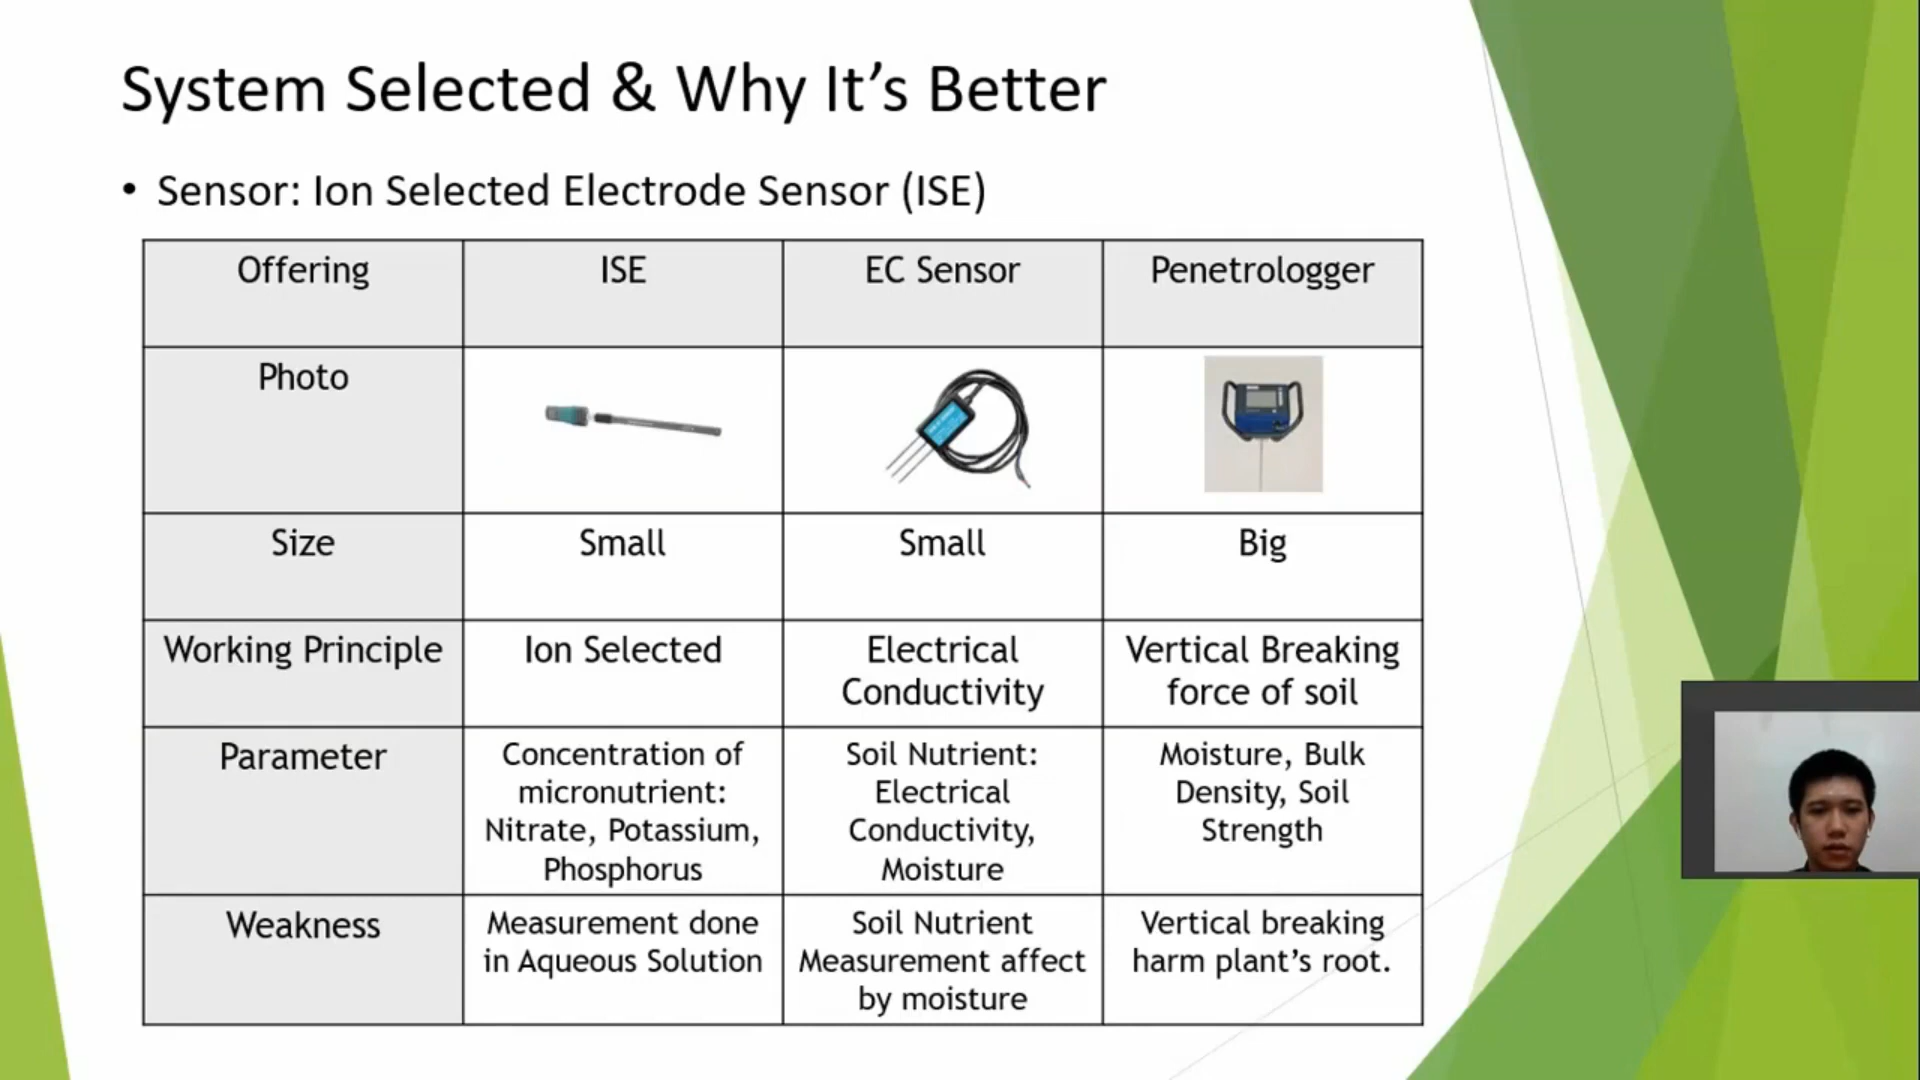 System Selected & Why It's Better
• Sensor: Ion Selected Electrode Sensor (ISE)
Offering
ISE
EC Sensor
Penetrologger
Photo
Size
Small
Small
Big
Working Principle
Ion Selected
Electrical
Conductivity
Vertical Breaking
force of soil
Parameter
Concentration of
micronutrient:
Nitrate, Potassium,
Phosphorus
Soil Nutrient:
Electrical
Conductivity,
Moisture
Moisture, Bulk
Density, Soil
Strength
Weakness
Measurement done
in Aqueous Solution
Soil Nutrient
Measurement affect
by moisture
Vertical breaking
harm plant's root.